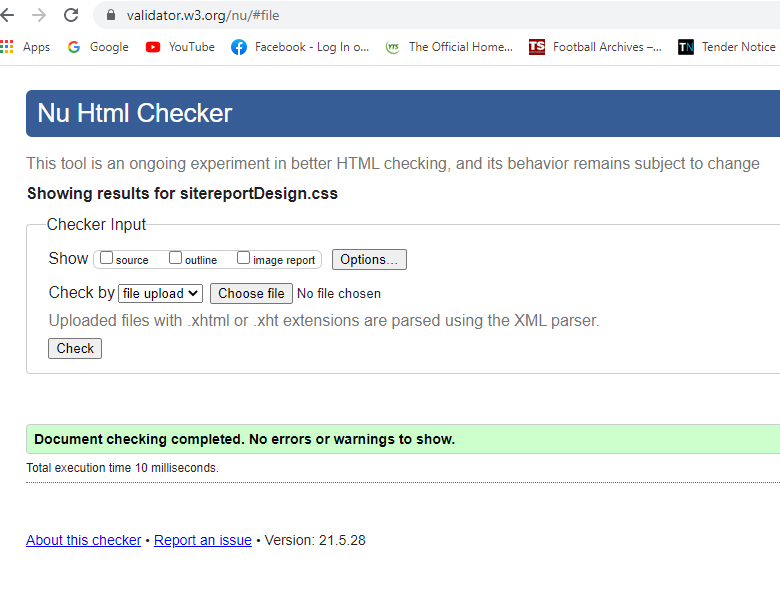 validator.w3.org/nu/#file
Apps Google YouTube Facebook - Log In o... YTS The Official Home... TS Football Archives –... TN Tender Notice
Nu Html Checker
This tool is an ongoing experiment in better HTML checking, and its behavior remains subject to change
Showing results for sitereportDesign.css
Checker Input
Show source outline image report Options...
Check by file upload Choose file No file chosen
Uploaded files with .xhtml or .xht extensions are parsed using the XML parser.
Check
Document checking completed. No errors or warnings to show.
Total execution time 10 milliseconds.
About this checker • Report an issue • Version: 21.5.28